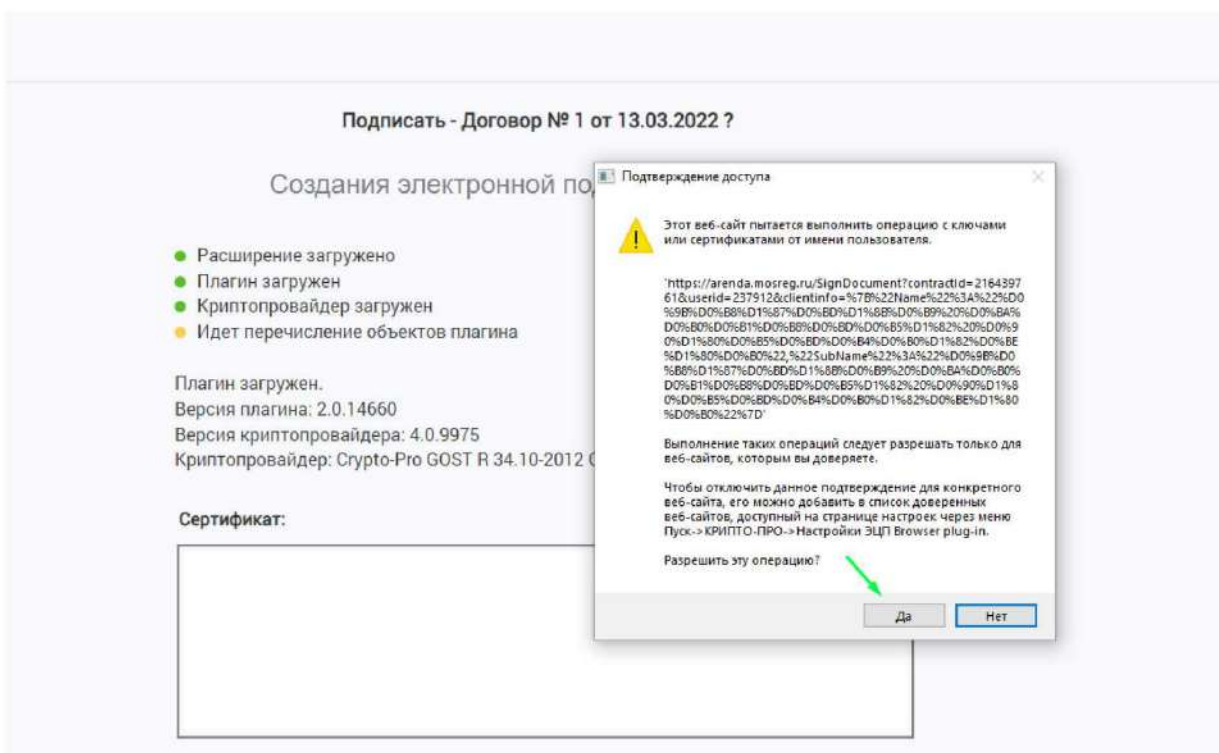 Подписать - Договор № 1 от 13.03.2022 ?
Создания электронной по
Расширение загружено
Плагин загружен
Криптопровайдер загружен
Идет перечисление объектов плагина
Плагин загружен.
Версия плагина: 2.0.14660
Версия криптопровайдера: 4.0.9975
Криптопровайдер: Crypto-Pro GOST R 34.10-2012
Сертификат:
Подтверждение доступа
Этот веб-сайт пытается выполнить операцию с ключами
или сертификатами от имени пользователя.
'https://arenda.mosreg.ru/SignDocument?contractId=2164397
61&userid=237912&clientinfo=%7B%22Name%22%3A%22%D0
%9B%D0%B8%D1%87%D0%BD%D1%8B%D0%B9%20%D0%BA%
D0%B0%D0%B1%D0%B8%D0%BD%D0%B5%D1%82%20%D0%9
0%D1%80%D0%B5%D0%BD%D0%B4%D0%B0%D1%82%D0%BE
%D1%80%D0%B0%22,%22SubName%22%3A%22%D0%9B%D0
%B8%D1%87%D0%BD%D1%8B%D0%B9%20%D0%BA%D0%B0%
D0%B1%D0%B8%D0%BD%D0%B5%D1%82%20%D0%90%D1%8
0%D0%B5%D0%BD%D0%B4%D0%B0%D1%82%D0%BE%D1%80
%D0%B0%22%7D'
Выполнение таких операций следует разрешать только для
веб-сайтов, которым вы доверяете.
Чтобы отключить данное подтверждение для конкретного
веб-сайта, его можно добавить в список доверенных
веб-сайтов, доступный на странице настроек через меню
Пуск->КРИПТО-ПРО->Настройки ЭЦП Browser plug-in.
Разрешить эту операцию?
Да
Нет